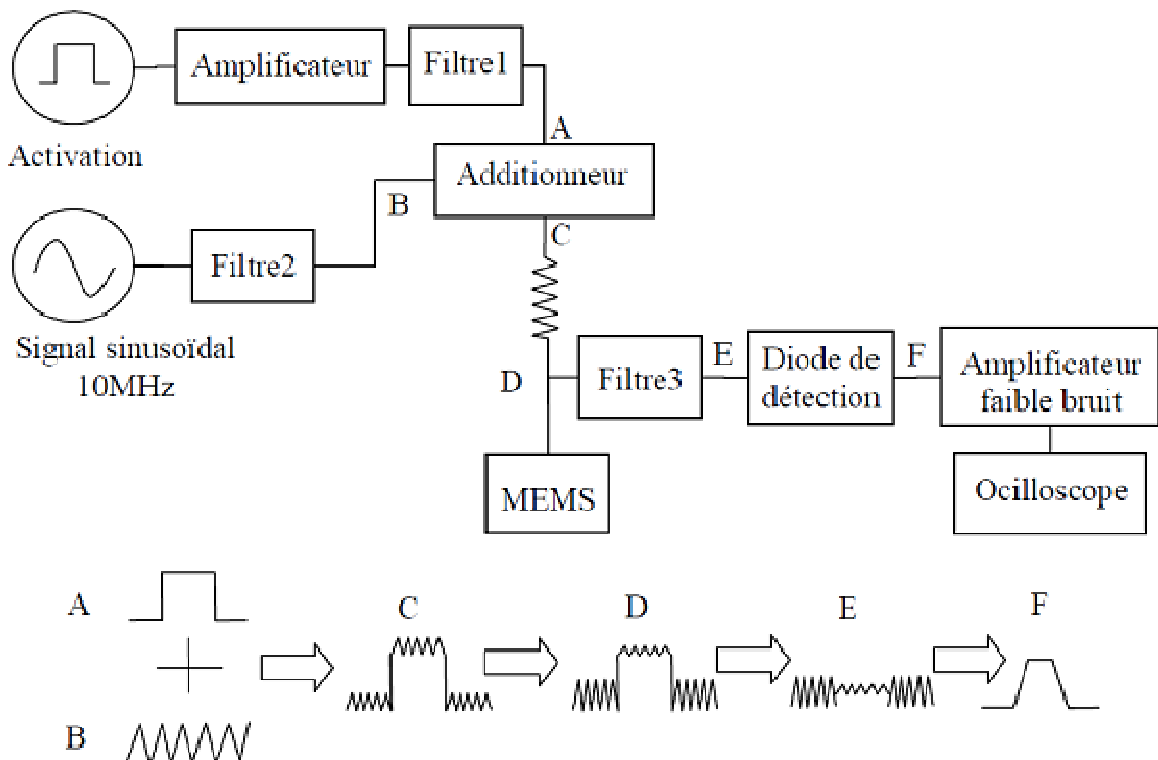 Amplificateur
Filtre1
Activation
A
Additionneur
B
C
Filtre2
Signal sinusoïdal
10MHz
D
Filtre3
E
Diode de
détection
F
Amplificateur
faible bruit
MEMS
Ocilloscope
A
C
D
E
F
B